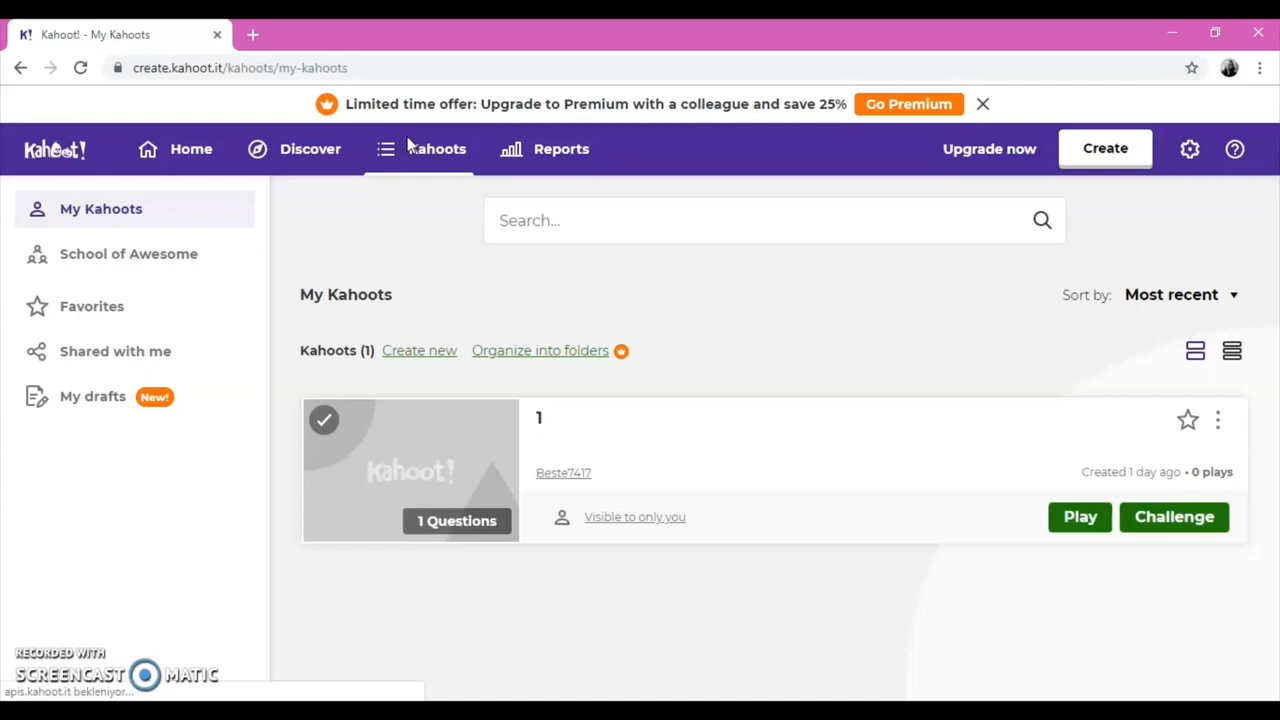 K! Kahoot! - My Kahoots
create.kahoot.it/kahoots/my-kahoots
Limited time offer: Upgrade to Premium with a colleague and save 25% Go Premium
Kahoot! Home Discover Kahoots Reports Upgrade now Create
My Kahoots
School of Awesome
Favorites
Shared with me
My drafts New!
Search...
My Kahoots Sort by: Most recent
Kahoots (1) Create new Organize into folders
1
Kahoot!
Beste7417 Created 1 day ago • 0 plays
1 Questions Visible to only you Play Challenge
RECORDED WITH
SCREENCAST MATIC
apis.kahoot.it bekleniyor...